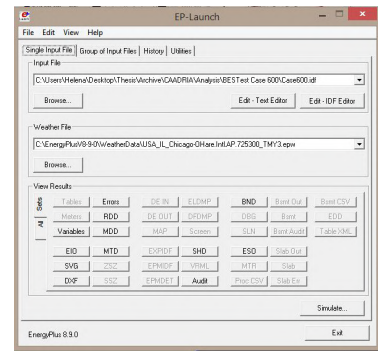 EP-Launch
File Edit View Help
Single Input File Group of Input Files History Utilities
Input File
C:\Users\Helena\Desktop\Thesis\Archive\CAADRIA\Analysis\BESTest Case 600\Case600.idf
Browse... Edit - Text Editor Edit - IDF Editor
Weather File
C:\EnergyPlusV8-9-0\WeatherData\USA_IL_Chicago-OHare.Intl.AP.725300_TMY3.epw
Browse...
View Results
Sets
All
Tables Errors DE IN ELDMP BND Bsmt Out Bsmt CSV
Meters RDD DE OUT DFDMP DBG Bsmt EDD
Variables MDD MAP Screen SLN Bsmt Audit Table XML
EIO MTD EXPIDF SHD ESO Slab Out
SVG ZSZ EPMIDF VRML MTR Slab
DXF SSZ EPMDET Audit Proc CSV Slab Err
Simulate...
EnergyPlus 8.9.0 Exit